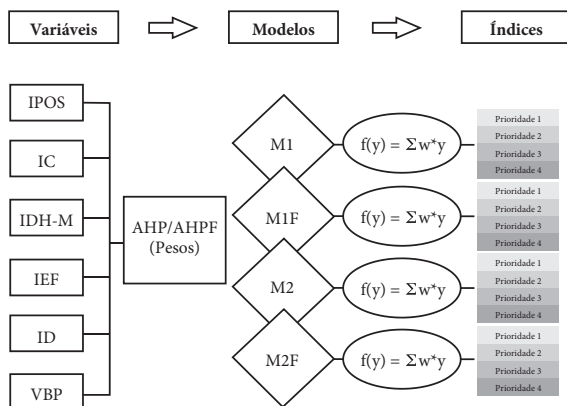 Variáveis
Modelos
Índices
IPOS
IC
IDH-M
IEF
ID
VBP
AHP/AHPF
(Pesos)
M1
f(y) = Σw*y
Prioridade 1
Prioridade 2
Prioridade 3
Prioridade 4
M1F
f(y) = Σw*y
Prioridade 1
Prioridade 2
Prioridade 3
Prioridade 4
M2
f(y) = Σw*y
Prioridade 1
Prioridade 2
Prioridade 3
Prioridade 4
M2F
f(y) = Σw*y
Prioridade 1
Prioridade 2
Prioridade 3
Prioridade 4